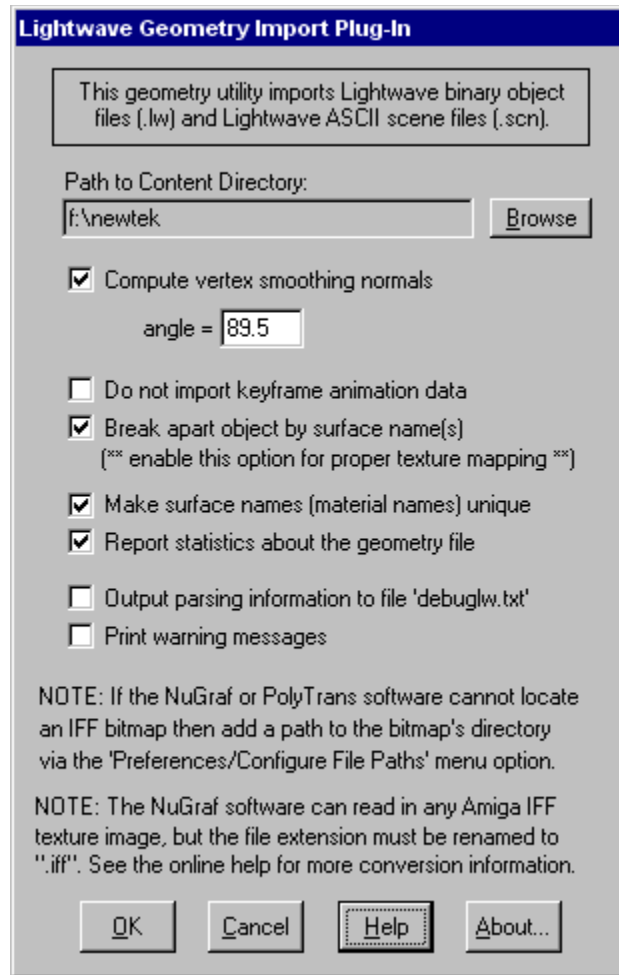 Lightwave Geometry Import Plug-In
This geometry utility imports Lightwave binary object
files (.lw) and Lightwave ASCII scene files (.scn).
Path to Content Directory:
f:\newtek
Browse
Compute vertex smoothing normals
angle = 89.5
Do not import keyframe animation data
Break apart object by surface name(s)
(** enable this option for proper texture mapping **)
Make surface names (material names) unique
Report statistics about the geometry file
Output parsing information to file 'debuglw.txt'
Print warning messages
NOTE: If the NuGraf or PolyTrans software cannot locate
an IFF bitmap then add a path to the bitmap's directory
via the 'Preferences/Configure File Paths' menu option.
NOTE: The NuGraf software can read in any Amiga IFF
texture image, but the file extension must be renamed to
".iff". See the online help for more conversion information.
OK Cancel Help About...